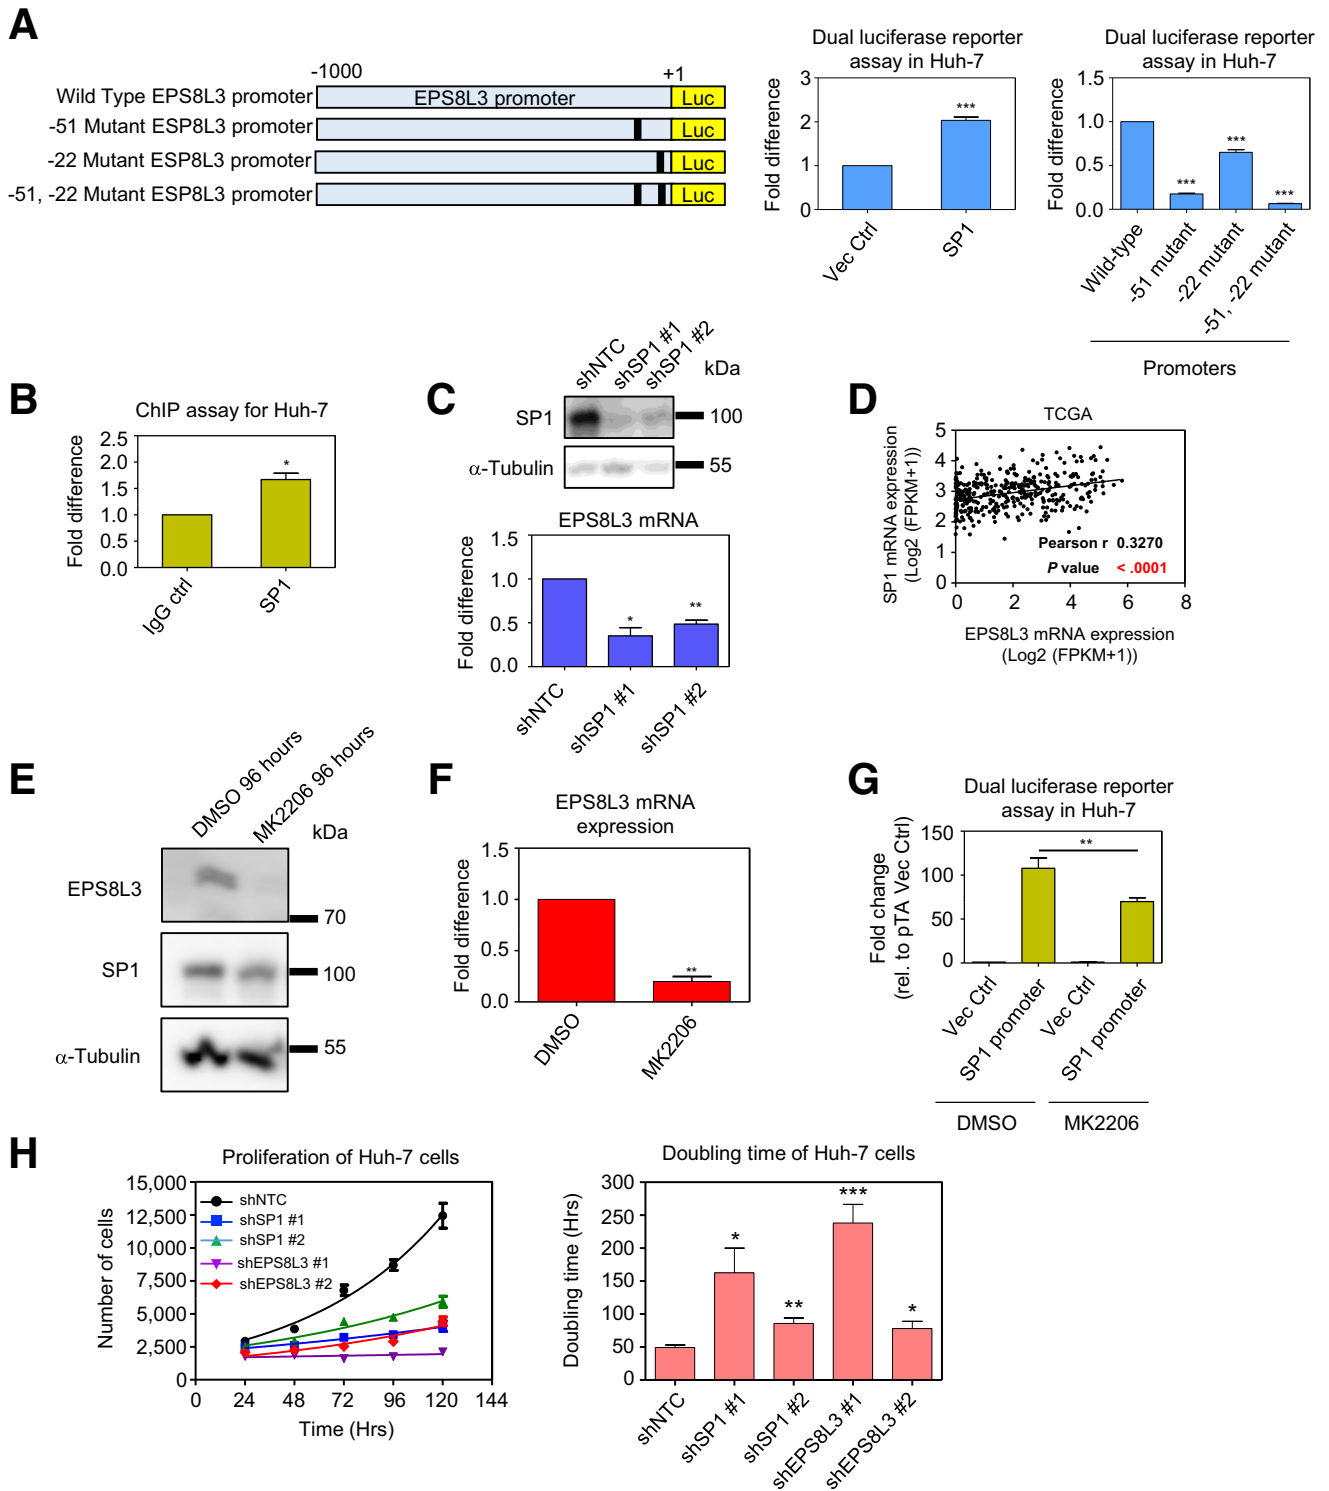 A
-1000
+1
Wild Type EPS8L3 promoter
EPS8L3 promoter
Luc
-51 Mutant ESP8L3 promoter
Luc
-22 Mutant ESP8L3 promoter
Luc
-51, -22 Mutant ESP8L3 promoter
Luc
Dual luciferase reporter
assay in Huh-7
Fold difference
3
2
1
0
***
Vec Ctrl
SP1
Dual luciferase reporter
assay in Huh-7
Fold difference
1.5
1.0
0.5
0.0
***
***
***
Wild-type
-51 mutant
-22 mutant
-51, -22 mutant
Promoters
B
ChIP assay for Huh-7
Fold difference
2.5
2.0
1.5
1.0
0.5
0.0
*
IgG ctrl
SP1
C
shNTC
shSP1 #1
shSP1 #2
kDa
SP1
100
α-Tubulin
55
EPS8L3 mRNA
Fold difference
1.5
1.0
0.5
0.0
*
**
shNTC
shSP1 #1
shSP1 #2
D
TCGA
SP1 mRNA expression
(Log2 (FPKM+1))
5
4
3
2
1
0
Pearson r 0.3270
P value < .0001
0 2 4 6 8
EPS8L3 mRNA expression
(Log2 (FPKM+1))
E
DMSO 96 hours
MK2206 96 hours
kDa
EPS8L3
70
SP1
100
α-Tubulin
55
F
EPS8L3 mRNA
expression
Fold difference
1.5
1.0
0.5
0.0
**
DMSO
MK2206
G
Dual luciferase reporter
assay in Huh-7
Fold change
(rel. to pTA Vec Ctrl)
150
100
50
0
**
Vec Ctrl
SP1 promoter
Vec Ctrl
SP1 promoter
DMSO
MK2206
H
Proliferation of Huh-7 cells
Number of cells
15,000
12,500
10,000
7,500
5,000
2,500
0
shNTC
shSP1 #1
shSP1 #2
shEPS8L3 #1
shEPS8L3 #2
0 24 48 72 96 120 144
Time (Hrs)
Doubling time of Huh-7 cells
Doubling time (Hrs)
300
250
200
150
100
50
0
*
**
***
*
shNTC
shSP1 #1
shSP1 #2
shEPS8L3 #1
shEPS8L3 #2